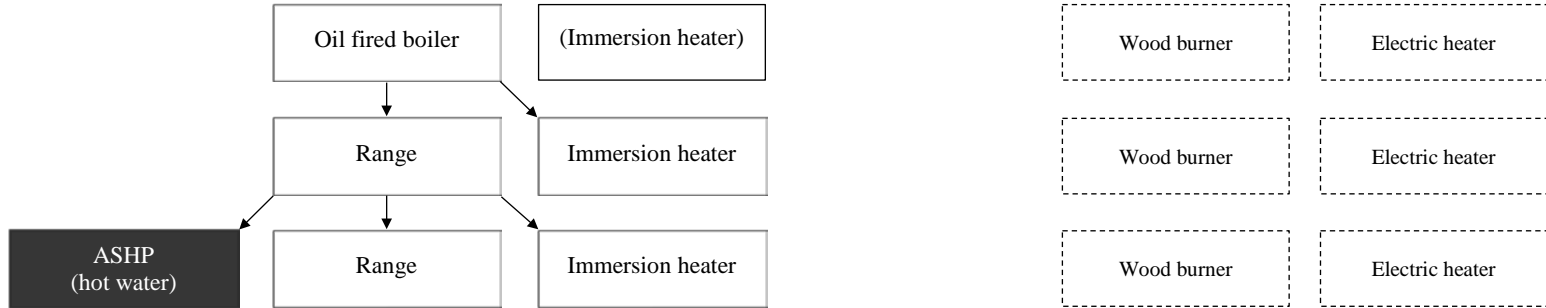 Oil fired boiler
(Immersion heater)
Wood burner
Electric heater
Range
Immersion heater
Wood burner
Electric heater
ASHP
(hot water)
Range
Immersion heater
Wood burner
Electric heater